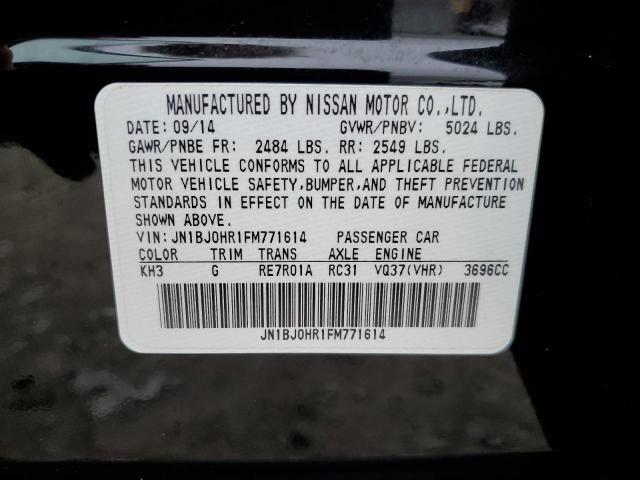 MANUFACTURED BY NISSAN MOTOR CO.,LTD.
DATE: 09/14 GVWR/PNBV: 5024 LBS.
GAWR/PNBE FR: 2484 LBS. RR: 2549 LBS.
THIS VEHICLE CONFORMS TO ALL APPLICABLE FEDERAL
MOTOR VEHICLE SAFETY,BUMPER,AND THEFT PREVENTION
STANDARDS IN EFFECT ON THE DATE OF MANUFACTURE
SHOWN ABOVE.
VIN: JN1BJ0HR1FM771614 PASSENGER CAR
COLOR TRIM TRANS AXLE ENGINE
KH3 G RE7R01A RC31 VQ37(VHR) 3696CC
JN1BJ0HR1FM771614